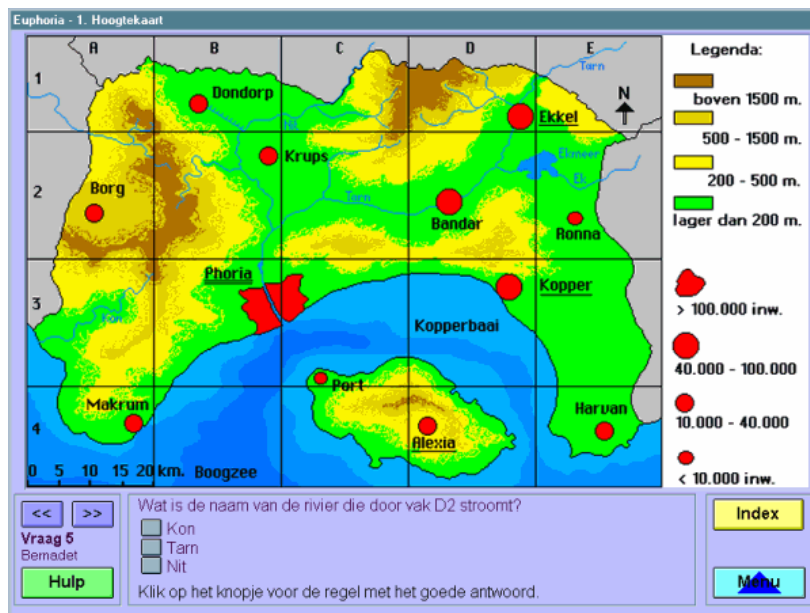 Euphoria - 1. Hoogtekaart
A B C D E
1
2
3
4
Tarn
N
Dondorp
Ekkel
Krups
Ekmeer
Ek
Borg
Tarn
Bandar
Ronna
Phoria
Kopper
Kon
Kopperbaai
Port
Makrum
Harvan
Alexia
0 5 10 15 20 km.
Boogzee
Legenda:
boven 1500 m.
500 - 1500 m.
200 - 500 m.
lager dan 200 m.
> 100.000 inw.
40.000 - 100.000
10.000 - 40.000
< 10.000 inw.
<< >>
Vraag 5
Bernadet
Hulp
Wat is de naam van de rivier die door vak D2 stroomt?
Kon
Tarn
Nit
Klik op het knopje voor de regel met het goede antwoord.
Index
Menu